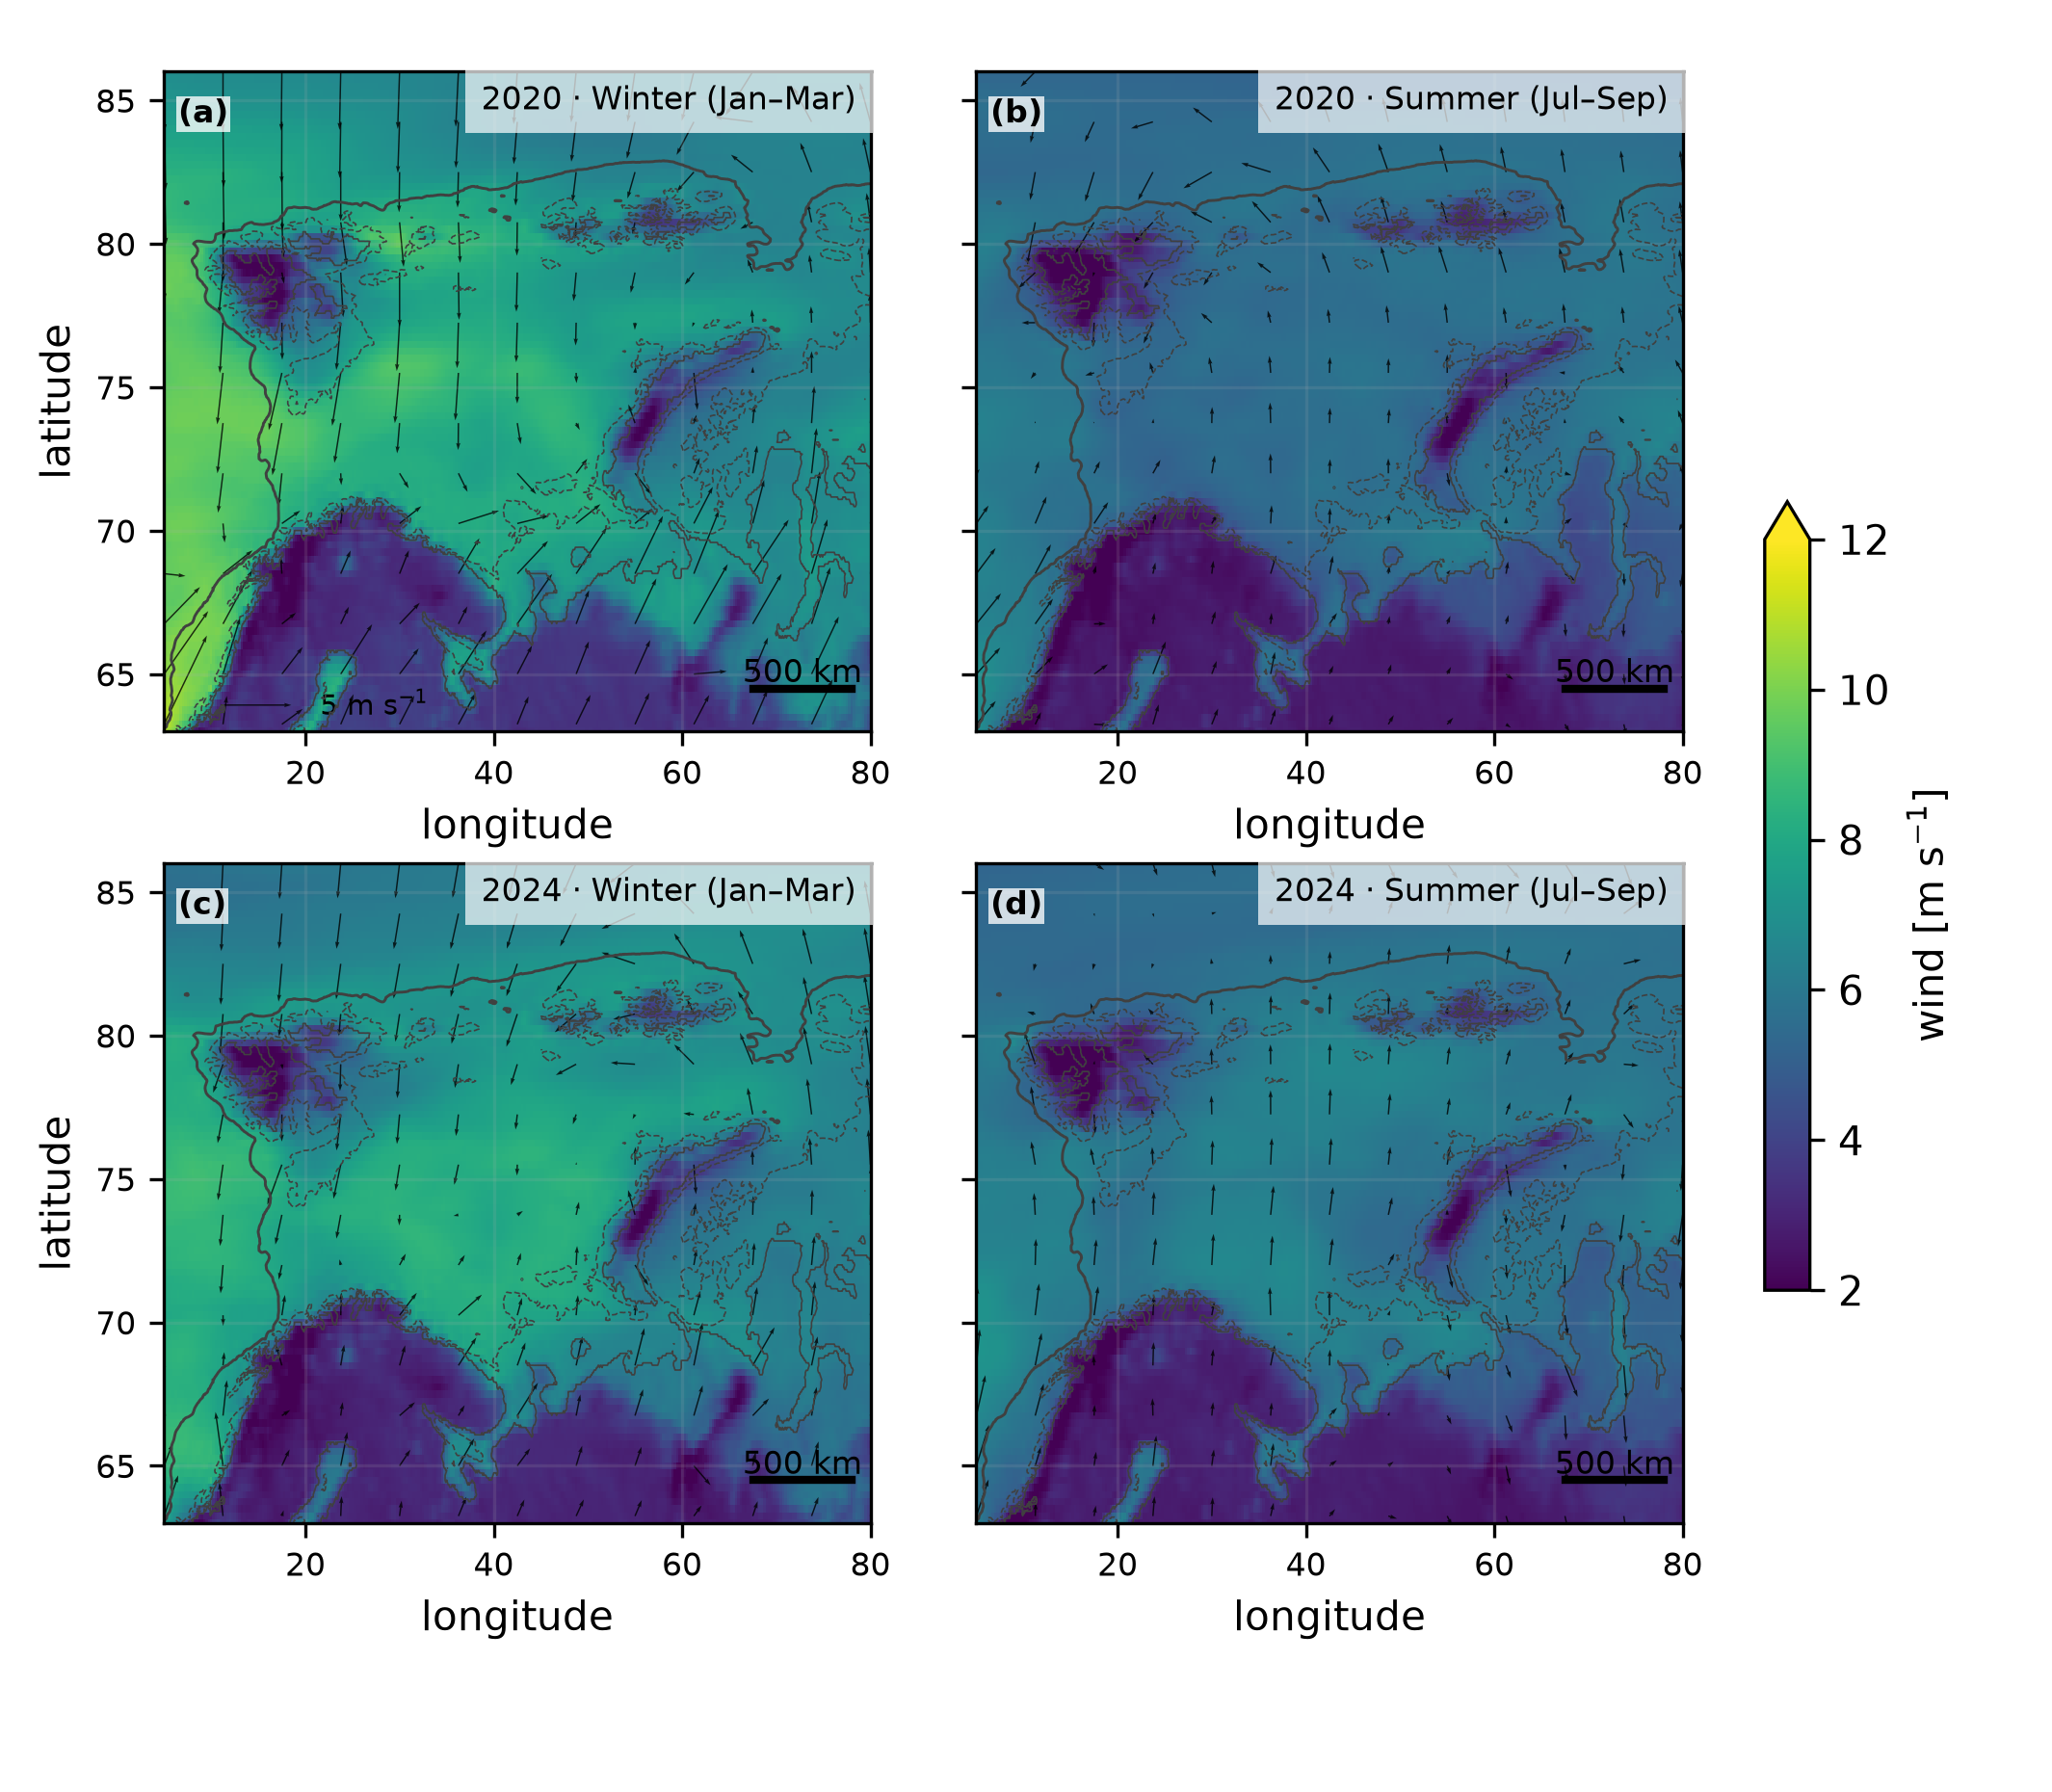 (a)
2020 · Winter (Jan–Mar)
85
80
75
70
65
latitude
5 m s⁻¹
500 km
20
40
60
80
longitude
(b)
2020 · Summer (Jul–Sep)
500 km
20
40
60
80
longitude
(c)
2024 · Winter (Jan–Mar)
85
80
75
70
65
latitude
500 km
20
40
60
80
longitude
(d)
2024 · Summer (Jul–Sep)
500 km
20
40
60
80
longitude
12
10
8
6
4
2
wind [m s⁻¹]